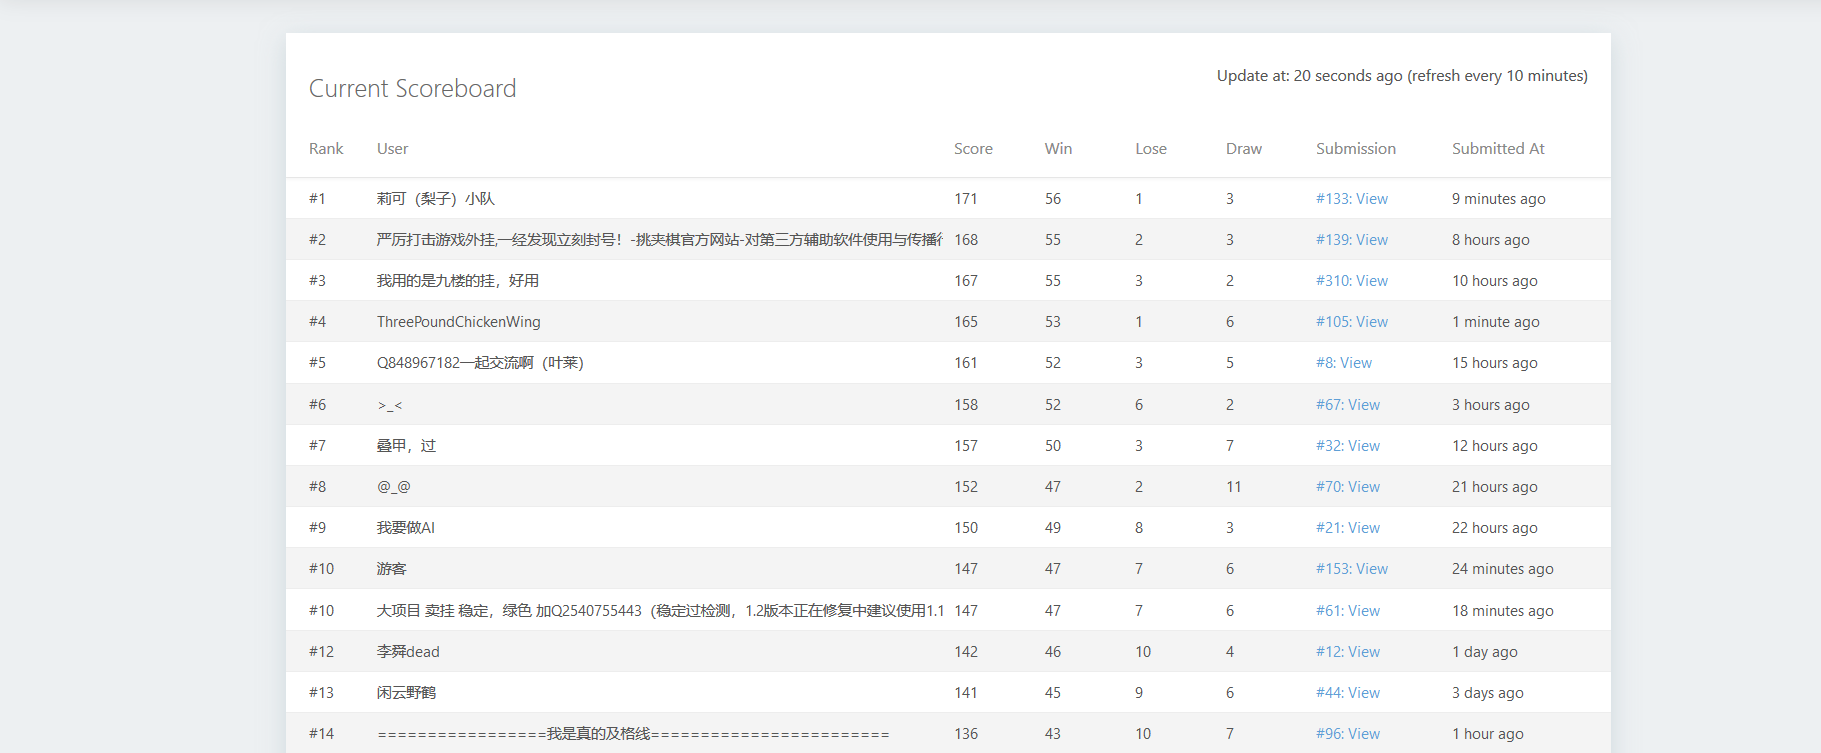 Update at: 20 seconds ago (refresh every 10 minutes)
Current Scoreboard
Rank User Score Win Lose Draw Submission Submitted At
#1 莉可（梨子）小队 171 56 1 3 #133: View 9 minutes ago
#2 严厉打击游戏外挂,一经发现立刻封号！-挑夹棋官方网站-对第三方辅助软件使用与传播行 168 55 2 3 #139: View 8 hours ago
#3 我用的是九楼的挂，好用 167 55 3 2 #310: View 10 hours ago
#4 ThreePoundChickenWing 165 53 1 6 #105: View 1 minute ago
#5 Q848967182一起交流啊（叶莱） 161 52 3 5 #8: View 15 hours ago
#6 >_< 158 52 6 2 #67: View 3 hours ago
#7 叠甲，过 157 50 3 7 #32: View 12 hours ago
#8 @_@ 152 47 2 11 #70: View 21 hours ago
#9 我要做AI 150 49 8 3 #21: View 22 hours ago
#10 游客 147 47 7 6 #153: View 24 minutes ago
#10 大项目 卖挂 稳定，绿色 加Q2540755443（稳定过检测，1.2版本正在修复中建议使用1.1 147 47 7 6 #61: View 18 minutes ago
#12 李舜dead 142 46 10 4 #12: View 1 day ago
#13 闲云野鹤 141 45 9 6 #44: View 3 days ago
#14 =================我是真的及格线======================== 136 43 10 7 #96: View 1 hour ago